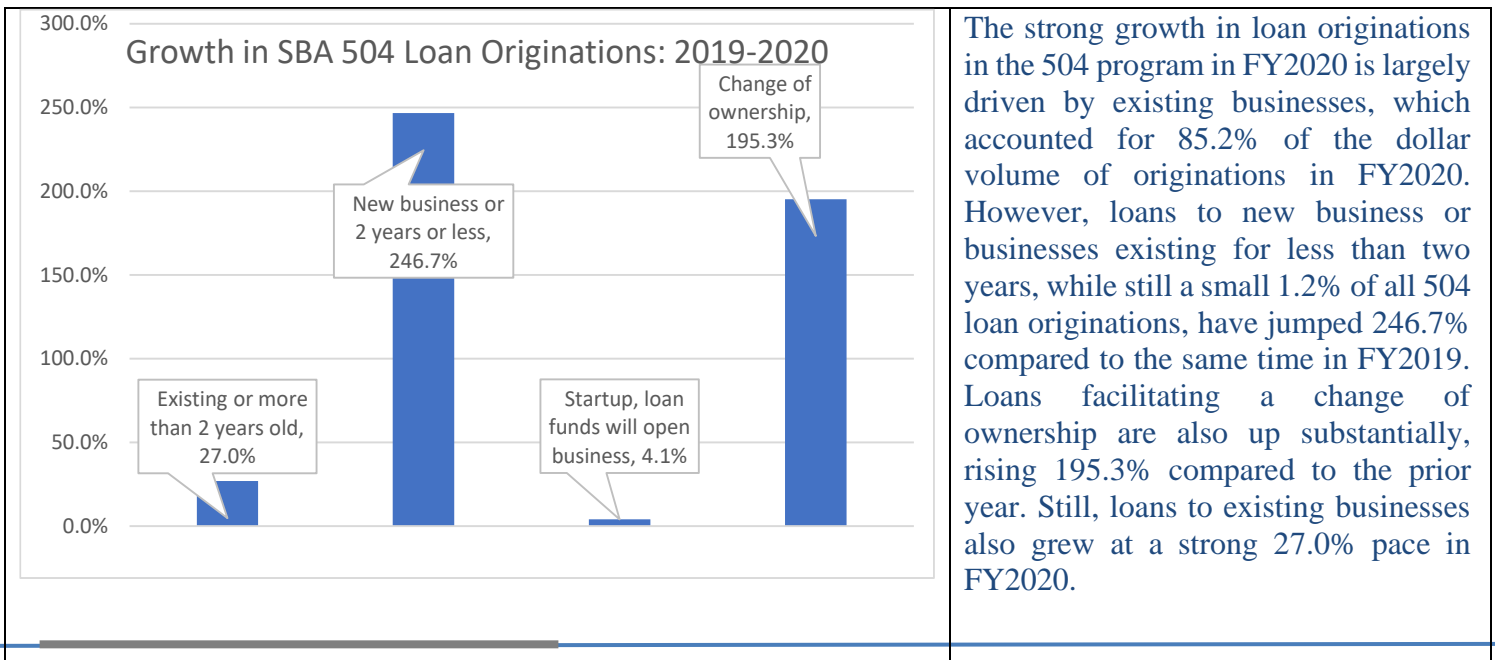 300.0%
Growth in SBA 504 Loan Originations: 2019-2020
250.0%
200.0%
150.0%
100.0%
50.0%
0.0%
Existing or more
than 2 years old,
27.0%
New business or
2 years or less,
246.7%
Startup, loan
funds will open
business, 4.1%
Change of
ownership,
195.3%
The strong growth in loan originations
in the 504 program in FY2020 is largely
driven by existing businesses, which
accounted for 85.2% of the dollar
volume of originations in FY2020.
However, loans to new business or
businesses existing for less than two
years, while still a small 1.2% of all 504
loan originations, have jumped 246.7%
compared to the same time in FY2019.
Loans facilitating a change of
ownership are also up substantially,
rising 195.3% compared to the prior
year. Still, loans to existing businesses
also grew at a strong 27.0% pace in
FY2020.